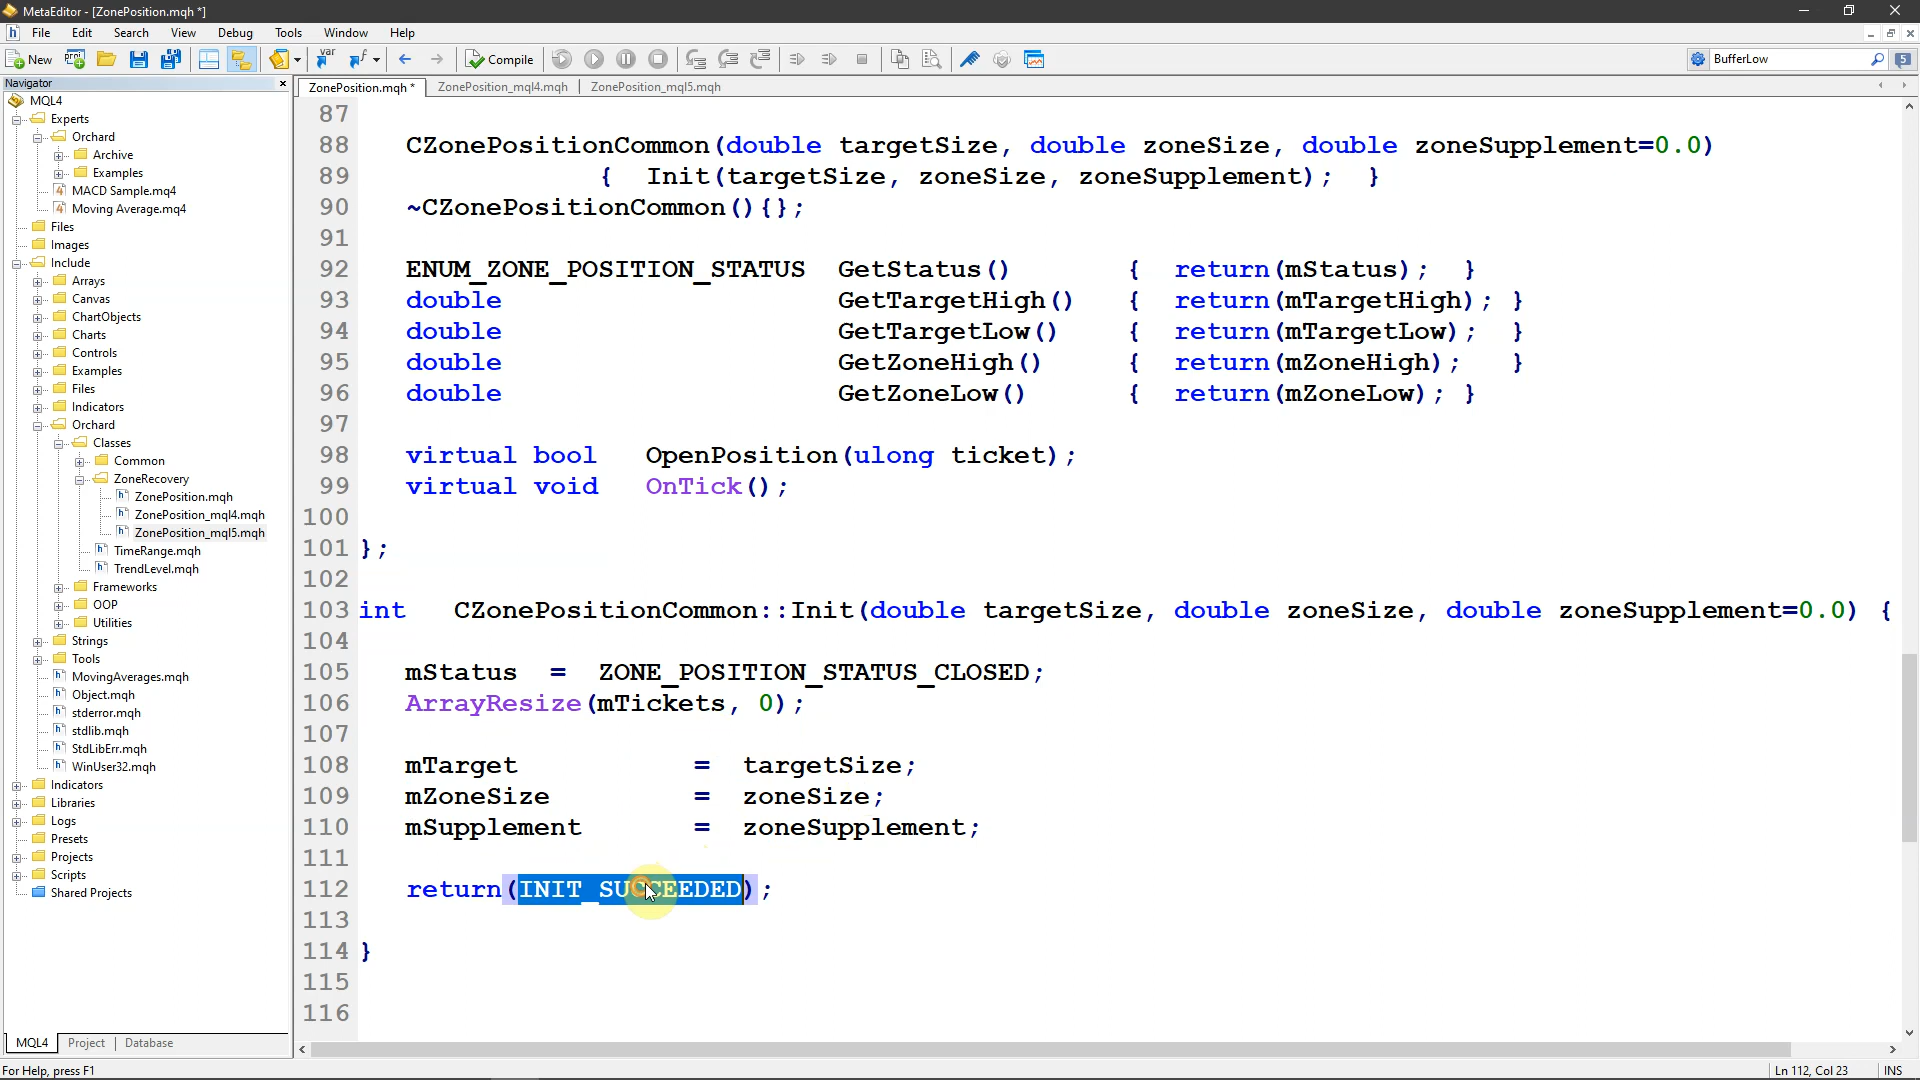 MetaEditor - [ZonePosition.mqh *]
File Edit Search View Debug Tools Window Help
New Compile BufferLow 5
Navigator
ZonePosition.mqh * ZonePosition_mql4.mqh ZonePosition_mql5.mqh
MQL4
Experts
Orchard
Archive
Examples
MACD Sample.mq4
Moving Average.mq4
Files
Images
Include
Arrays
Canvas
ChartObjects
Charts
Controls
Examples
Files
Indicators
Orchard
Classes
Common
ZoneRecovery
ZonePosition.mqh
ZonePosition_mql4.mqh
ZonePosition_mql5.mqh
TimeRange.mqh
TrendLevel.mqh
Frameworks
OOP
Utilities
Strings
Tools
MovingAverages.mqh
Object.mqh
stderror.mqh
stdlib.mqh
StdLibErr.mqh
WinUser32.mqh
Indicators
Libraries
Logs
Presets
Projects
Scripts
Shared Projects
MQL4 Project Database
87
88 CZonePositionCommon(double targetSize, double zoneSize, double zoneSupplement=0.0)
89 { Init(targetSize, zoneSize, zoneSupplement); }
90 ~CZonePositionCommon(){};
91
92 ENUM_ZONE_POSITION_STATUS GetStatus() { return(mStatus); }
93 double GetTargetHigh() { return(mTargetHigh); }
94 double GetTargetLow() { return(mTargetLow); }
95 double GetZoneHigh() { return(mZoneHigh); }
96 double GetZoneLow() { return(mZoneLow); }
97
98 virtual bool OpenPosition(ulong ticket);
99 virtual void OnTick();
100
101 };
102
103 int CZonePositionCommon::Init(double targetSize, double zoneSize, double zoneSupplement=0.0) {
104
105 mStatus = ZONE_POSITION_STATUS_CLOSED;
106 ArrayResize(mTickets, 0);
107
108 mTarget = targetSize;
109 mZoneSize = zoneSize;
110 mSupplement = zoneSupplement;
111
112 return(INIT_SUCCEEDED);
113
114 }
115
116
For Help, press F1 Ln 112, Col 23 INS